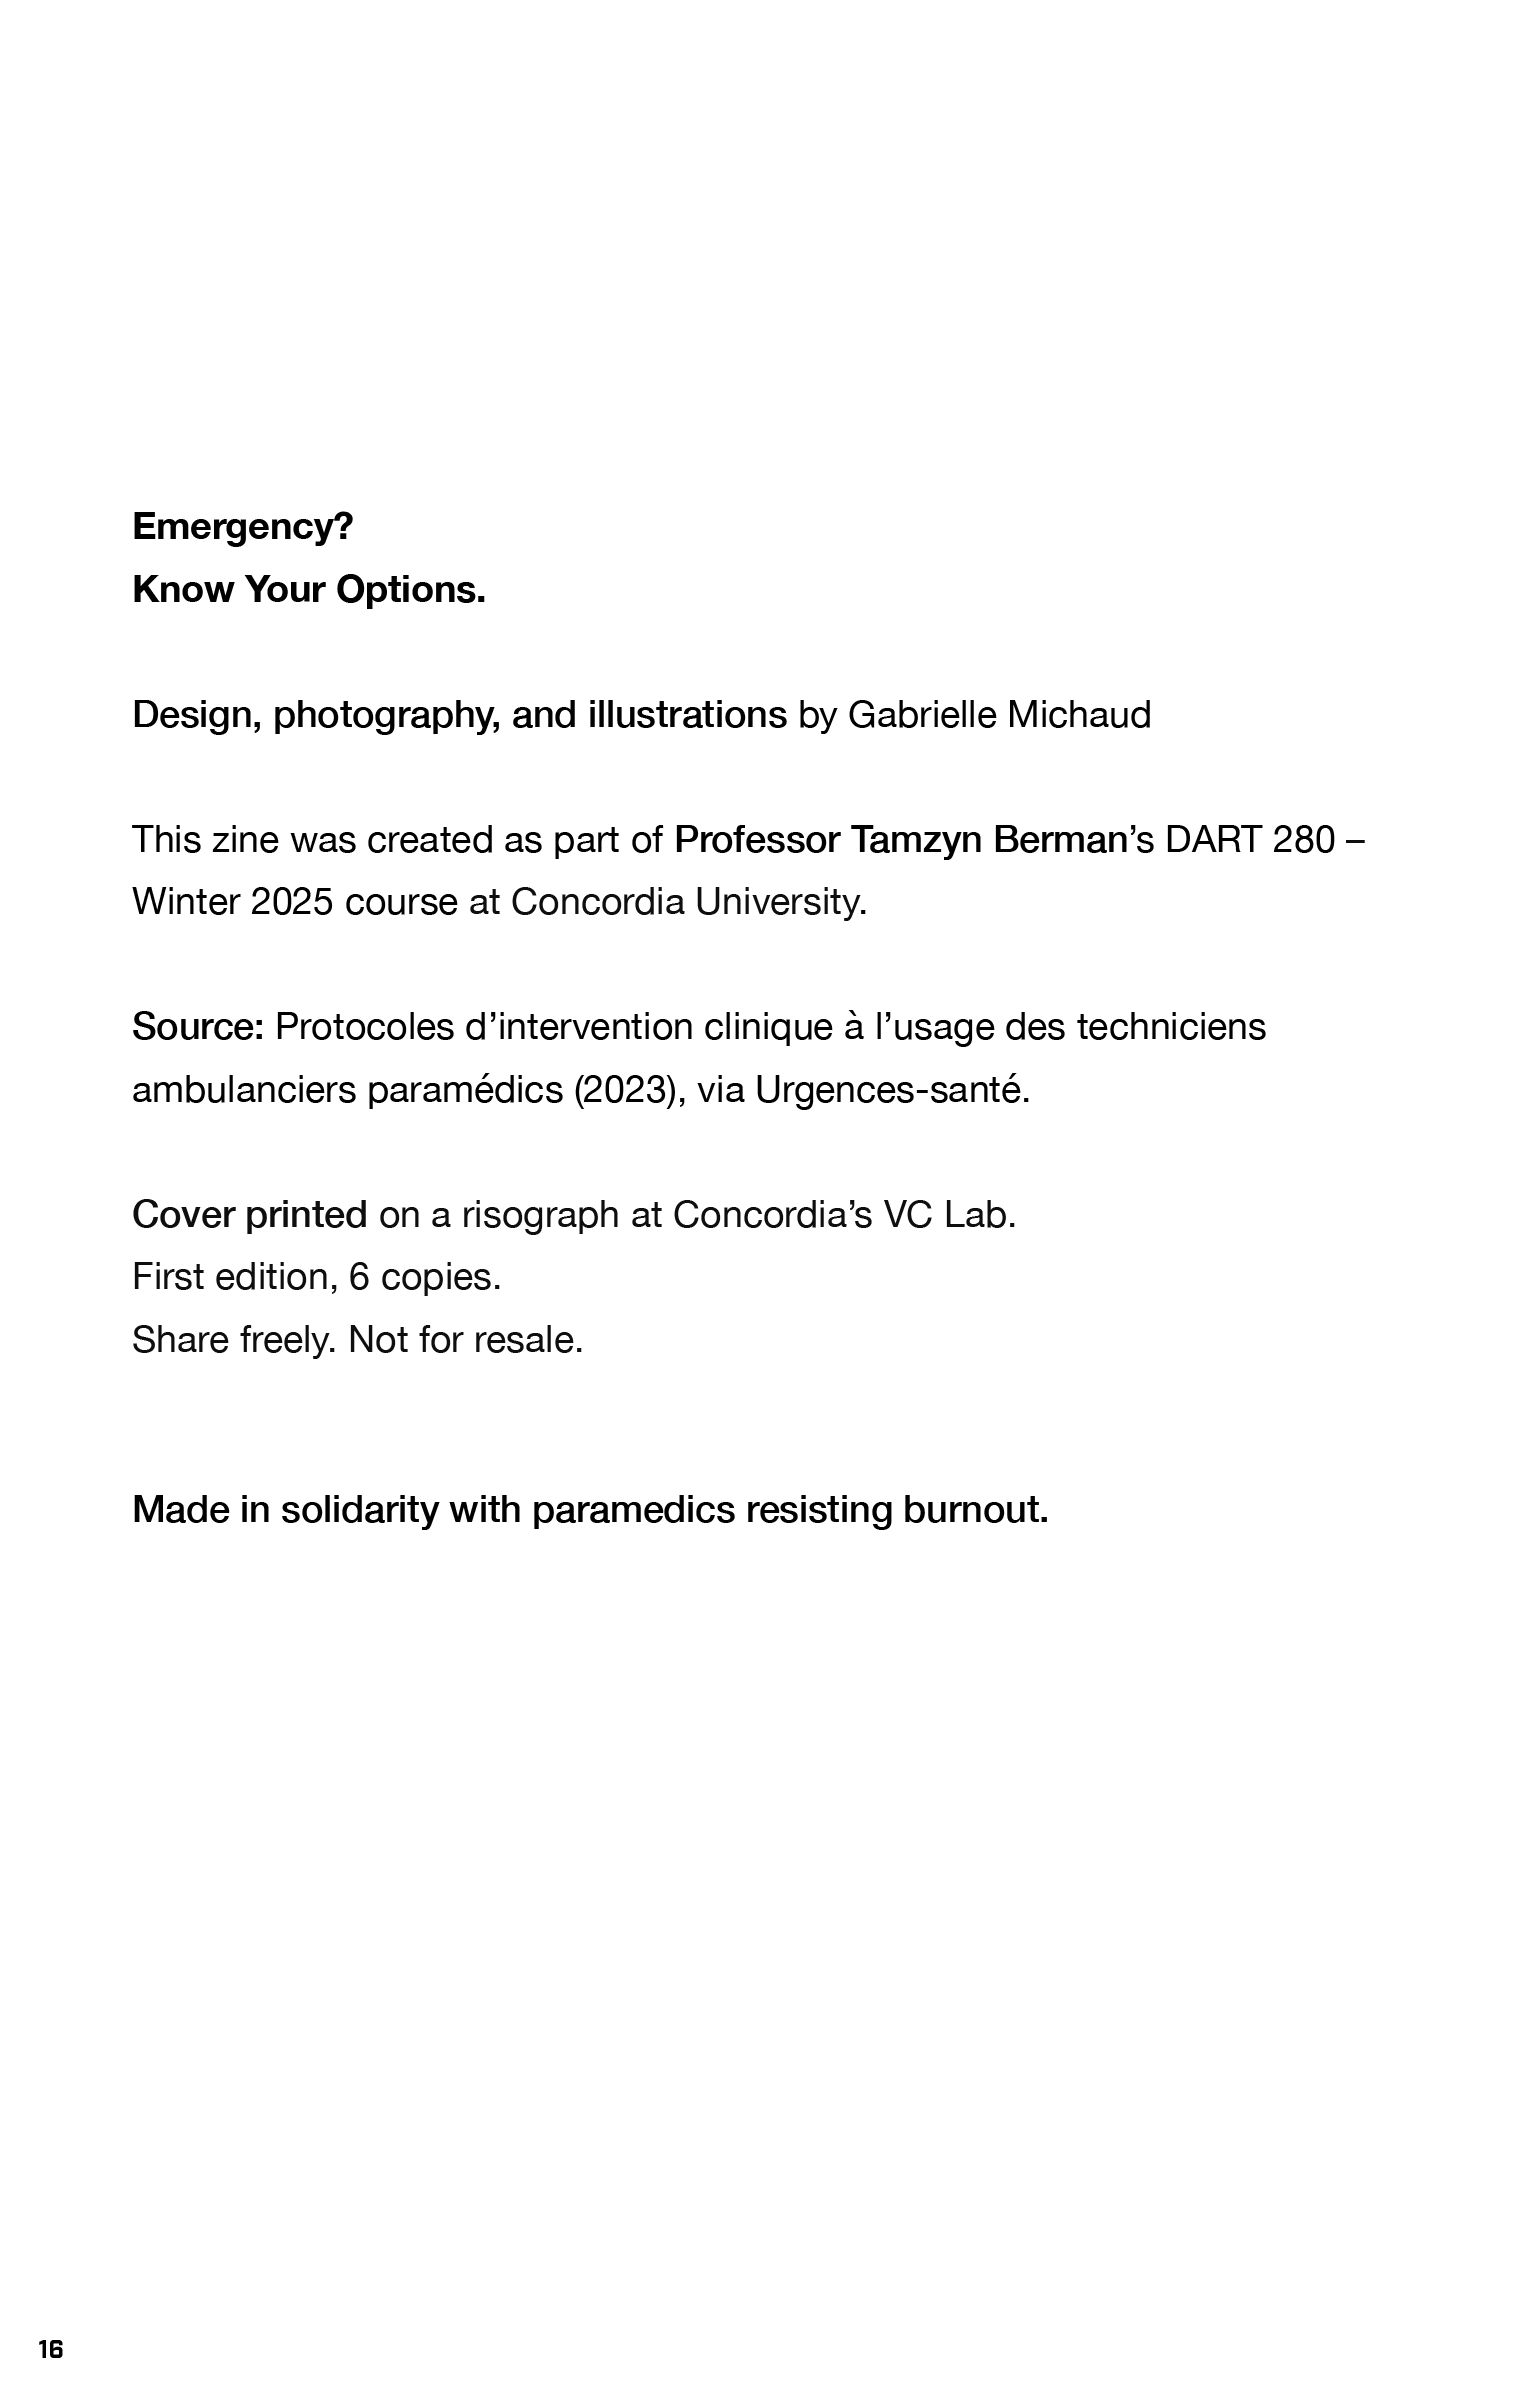 Emergency?
Know Your Options.
Design, photography, and illustrations by Gabrielle Michaud
This zine was created as part of Professor Tamzyn Berman’s DART 280 –
Winter 2025 course at Concordia University.
Source: Protocoles d’intervention clinique à l’usage des techniciens
ambulanciers paramédics (2023), via Urgences-santé.
Cover printed on a risograph at Concordia’s VC Lab.
First edition, 6 copies.
Share freely. Not for resale.
Made in solidarity with paramedics resisting burnout.
16